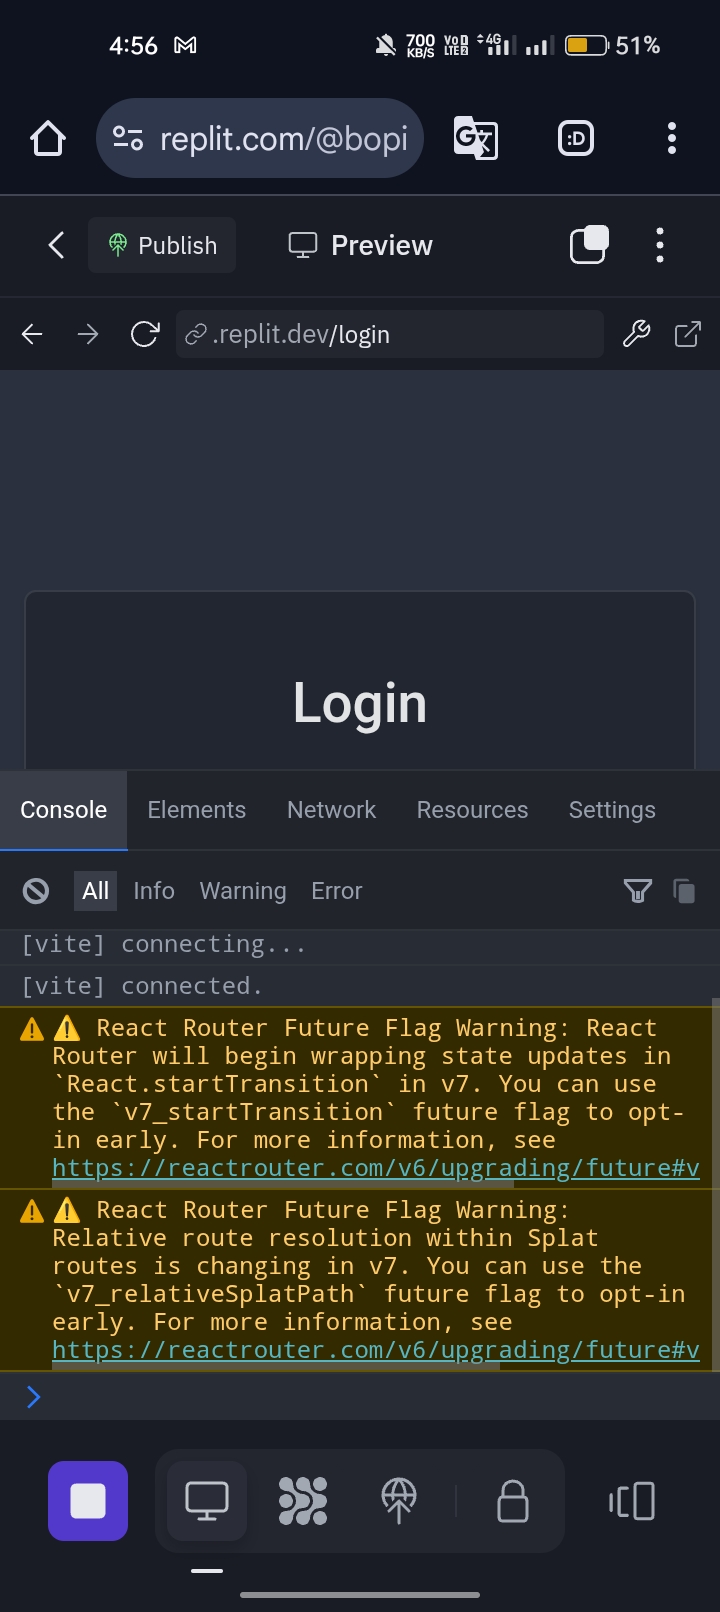 4:56
700 KB/S
Vo 1 LTE 2
4G
51%
replit.com/@bopi
:D
Publish
Preview
.replit.dev/login
Login
Console Elements Network Resources Settings
All Info Warning Error
[vite] connecting...
[vite] connected.
⚠️ React Router Future Flag Warning: React
Router will begin wrapping state updates in
`React.startTransition` in v7. You can use
the `v7_startTransition` future flag to opt-
in early. For more information, see
https://reactrouter.com/v6/upgrading/future#v
⚠️ React Router Future Flag Warning:
Relative route resolution within Splat
routes is changing in v7. You can use the
`v7_relativeSplatPath` future flag to opt-in
early. For more information, see
https://reactrouter.com/v6/upgrading/future#v